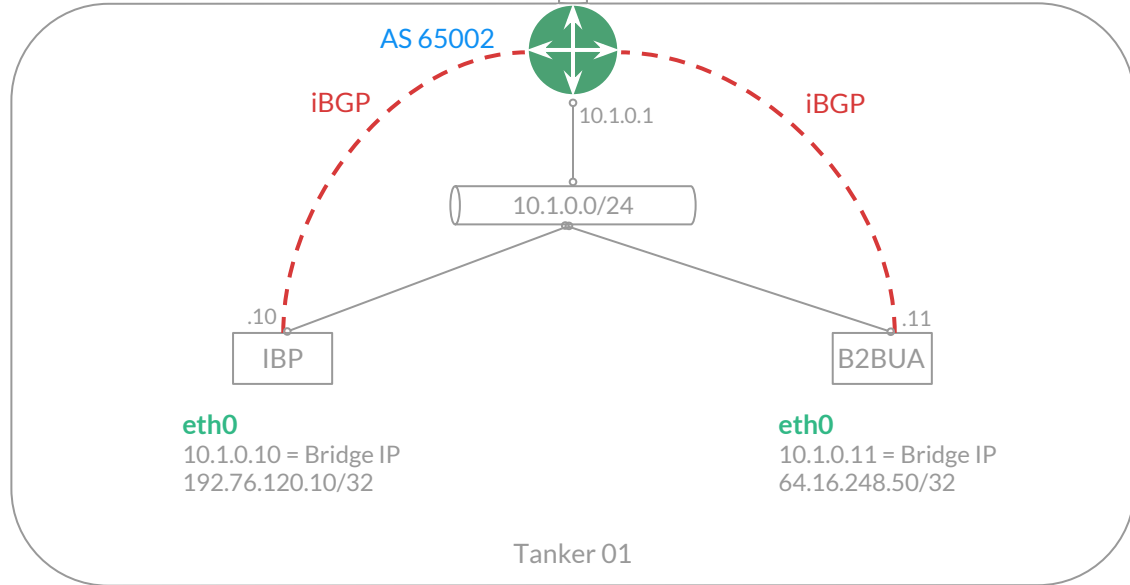 AS 65002
iBGP
iBGP
10.1.0.1
10.1.0.0/24
.10
.11
IBP
B2BUA
eth0
10.1.0.10 = Bridge IP
192.76.120.10/32
eth0
10.1.0.11 = Bridge IP
64.16.248.50/32
Tanker 01